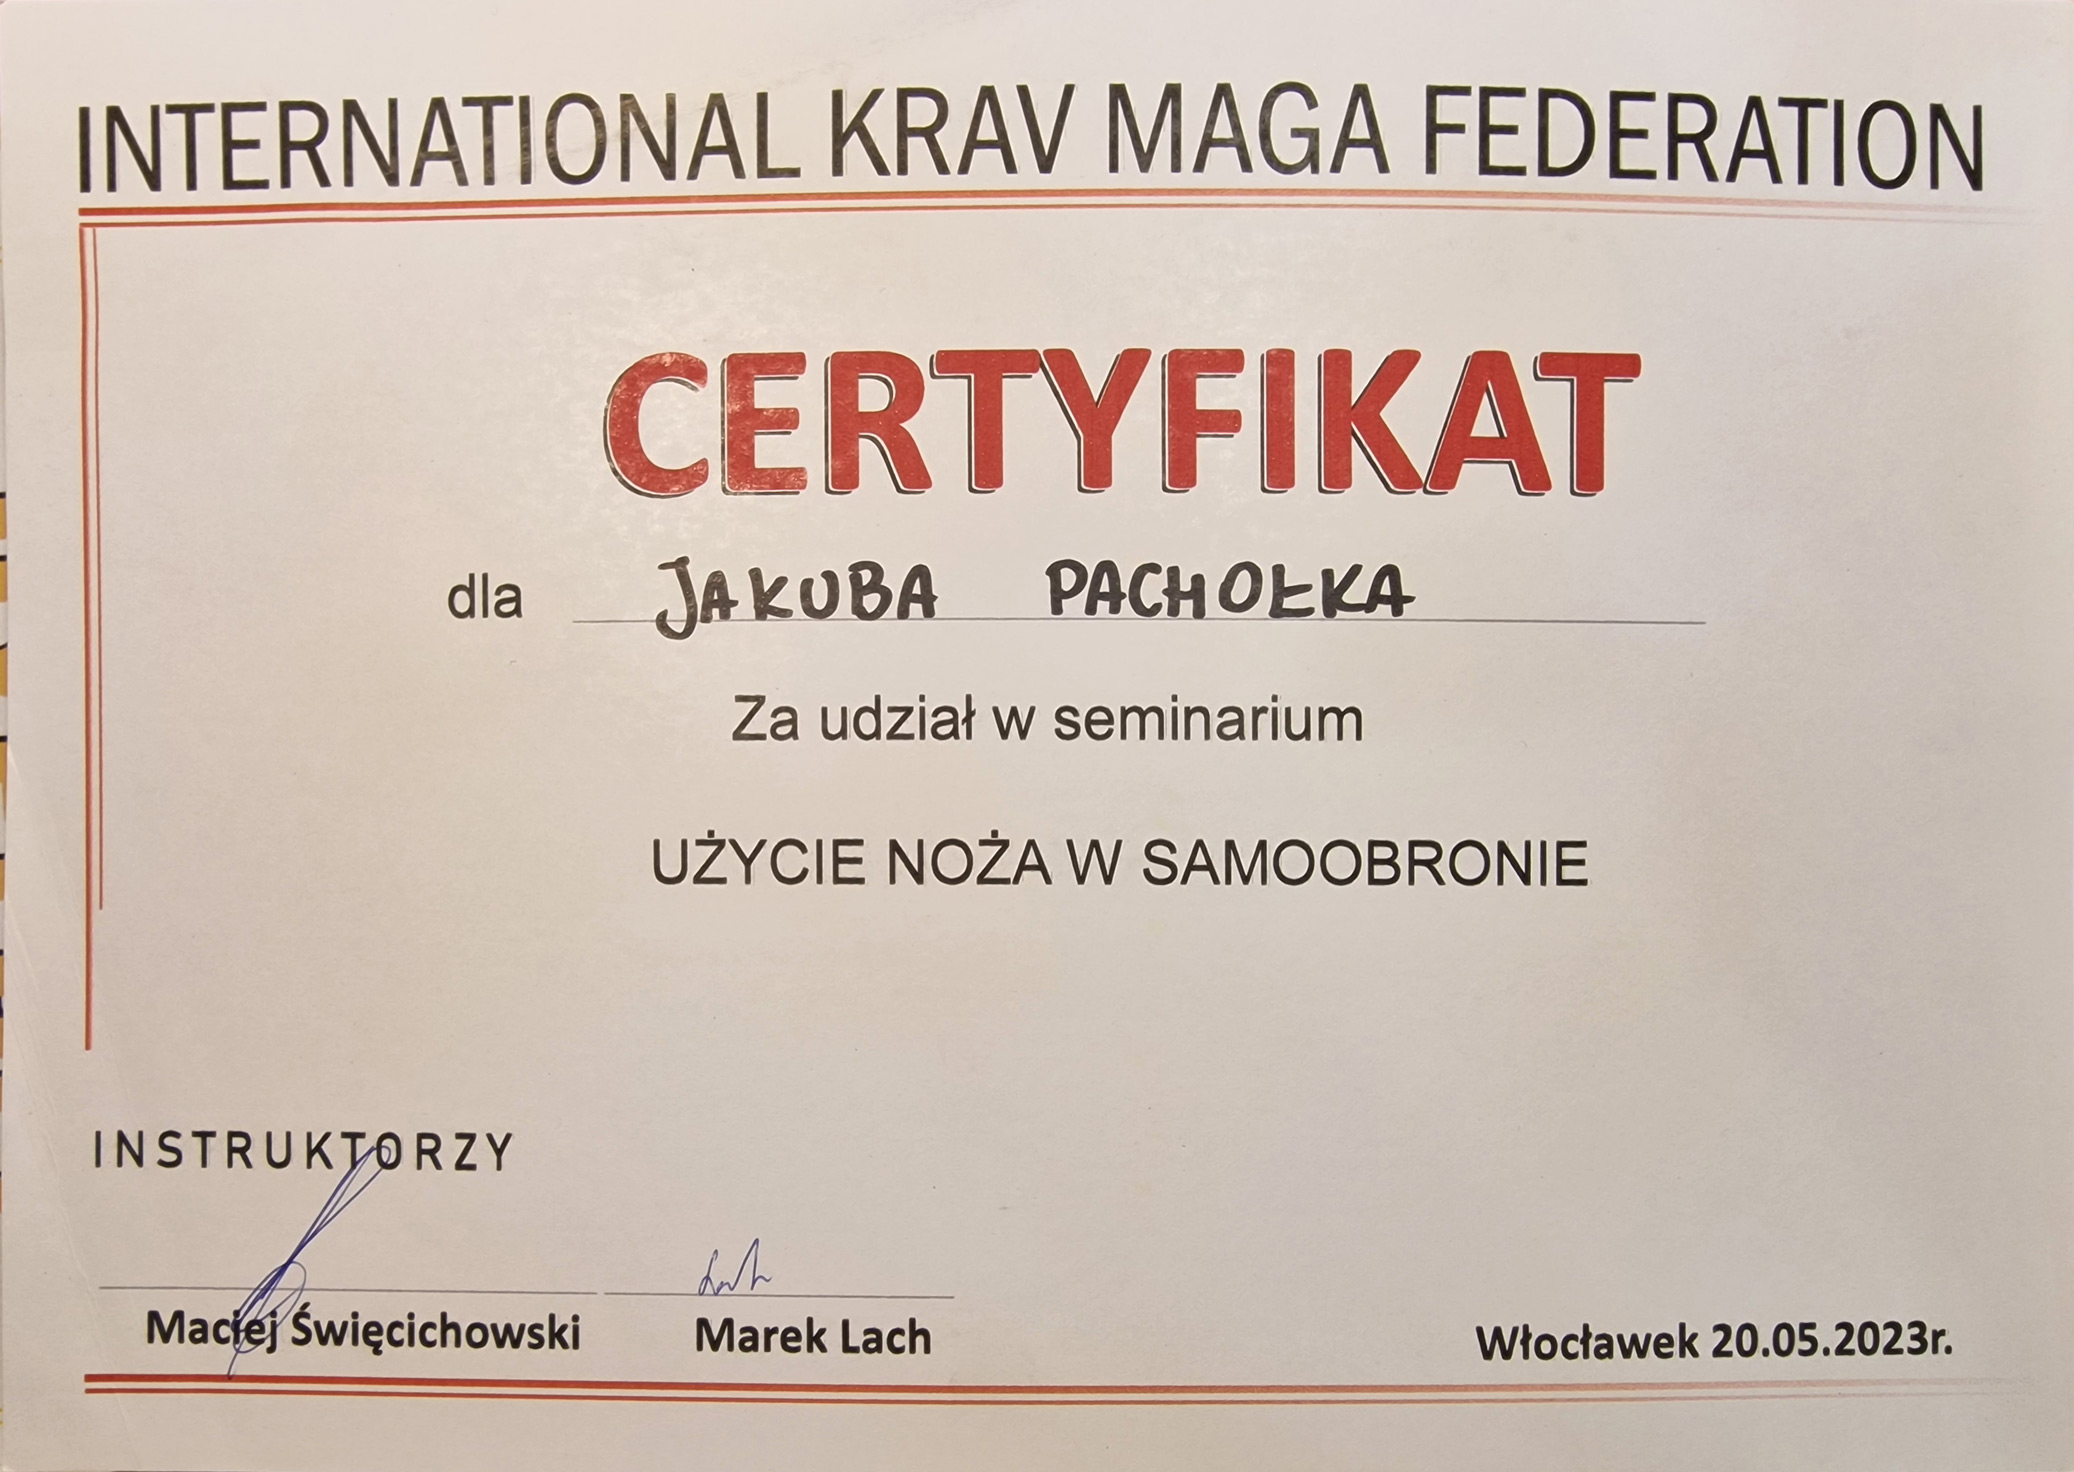 INTERNATIONAL KRAV MAGA FEDERATION
CERTYFIKAT
dla JAKUBA PACHOŁKA
Za udział w seminarium
UŻYCIE NOŻA W SAMOOBRONIE
INSTRUKTORZY
Maciej Święcichowski Marek Lach Włocławek 20.05.2023r.